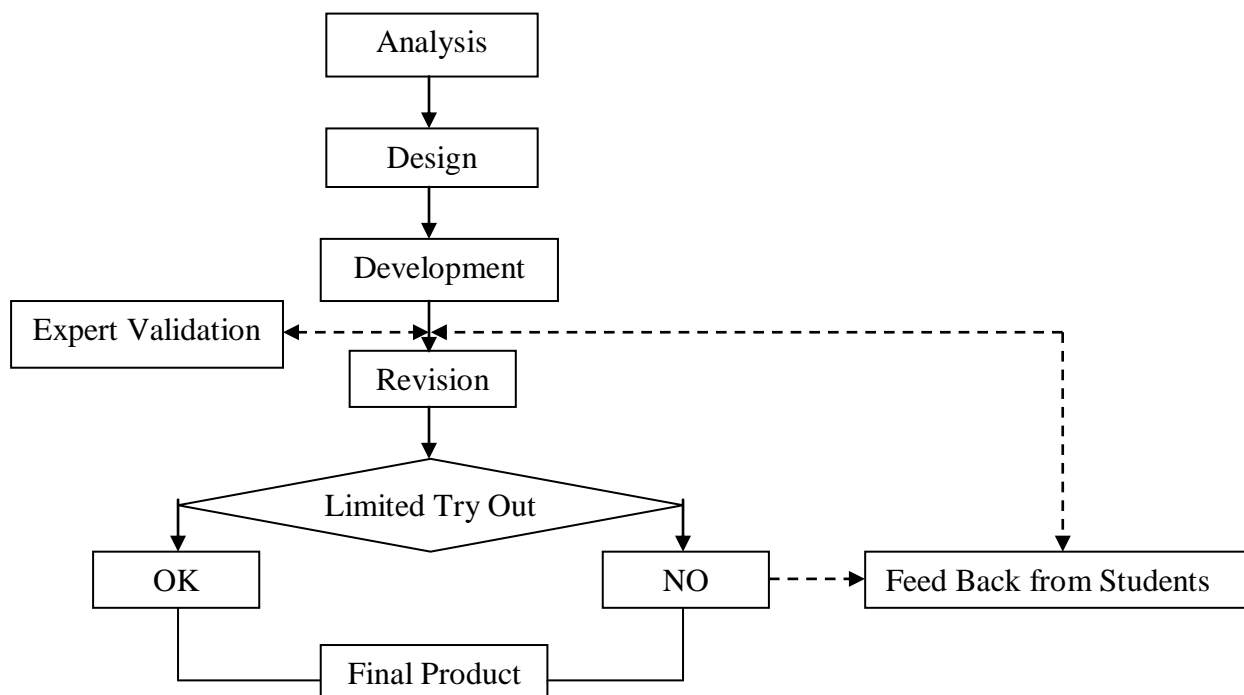 Analysis
Design
Development
Expert Validation
Revision
Limited Try Out
OK
NO
Feed Back from Students
Final Product